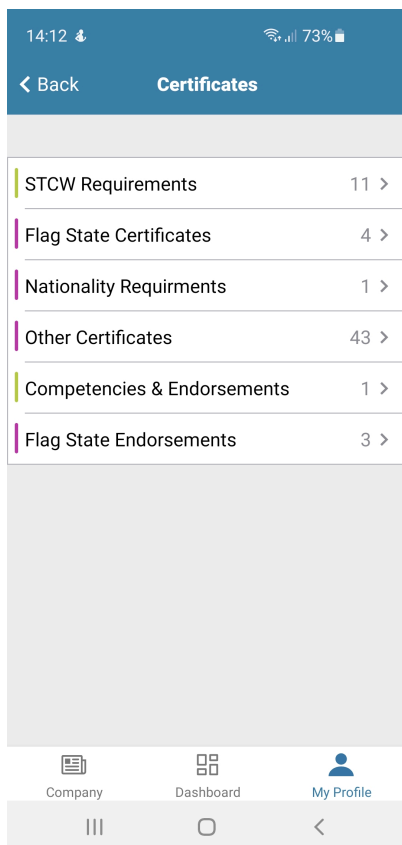 14:12 73%
Back Certificates
STCW Requirements 11
Flag State Certificates 4
Nationality Requirments 1
Other Certificates 43
Competencies & Endorsements 1
Flag State Endorsements 3
Company Dashboard My Profile